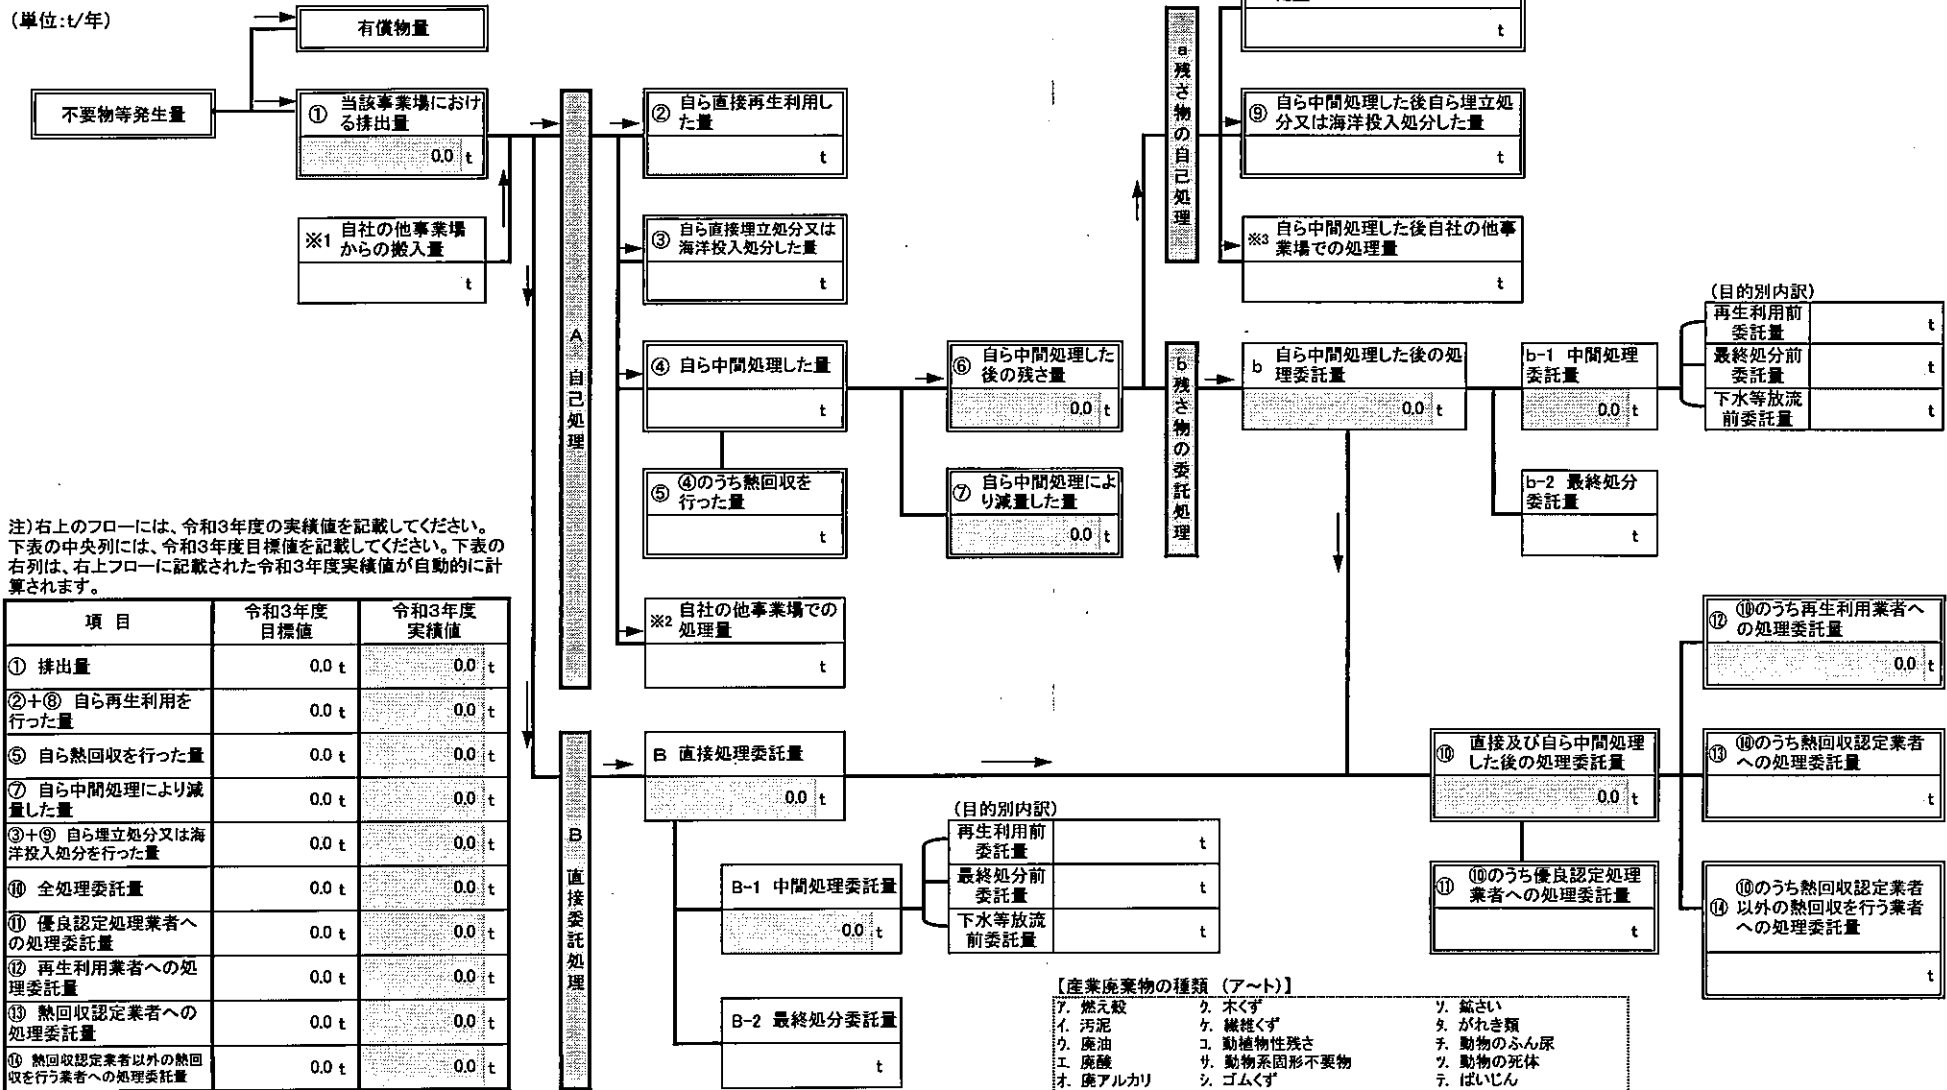 (単位:t/年)
有償物量
不要物等発生量
① 当該事業場におけ
る排出量
0.0 t
※1 自社の他事業場
からの搬入量
t
A 自己処理
② 自ら直接再生利用し
た量
t
③ 自ら直接埋立処分又は
海洋投入処分した量
t
④ 自ら中間処理した量
t
⑤ ④のうち熱回収を
行った量
t
※2 自社の他事業場での
処理量
t
⑥ 自ら中間処理した
後の残さ量
0.0 t
⑦ 自ら中間処理によ
り減量した量
0.0 t
a 残さ物の自己処理
t
⑨ 自ら中間処理した後自ら埋立処
分又は海洋投入処分した量
t
※3 自ら中間処理した後自社の他事
業場での処理量
t
b 残さ物の委託処理
b 自ら中間処理した後の処
理委託量
0.0 t
b-1 中間処理
委託量
0.0 t
b-2 最終処分
委託量
t
(目的別内訳)
再生利用前
委託量
t
最終処分前
委託量
t
下水等放流
前委託量
t
注)右上のフローには、令和3年度の実績値を記載してください。
下表の中央列には、令和3年度目標値を記載してください。下表の
右列は、右上フローに記載された令和3年度実績値が自動的に計
算されます。
項 目 令和3年度 目標値 令和3年度 実績値
① 排出量 0.0 t 0.0 t
②+⑧ 自ら再生利用を
行った量 0.0 t 0.0 t
⑤ 自ら熱回収を行った量 0.0 t 0.0 t
⑦ 自ら中間処理により減
量した量 0.0 t 0.0 t
③+⑨ 自ら埋立処分又は海
洋投入処分を行った量 0.0 t 0.0 t
⑩ 全処理委託量 0.0 t 0.0 t
⑪ 優良認定処理業者へ
の処理委託量 0.0 t 0.0 t
⑫ 再生利用業者への処
理委託量 0.0 t 0.0 t
⑬ 熱回収認定業者への
処理委託量 0.0 t 0.0 t
⑭ 熱回収認定業者以外の熱回
収を行う業者への処理委託量 0.0 t 0.0 t
B 直接委託処理
B 直接処理委託量
0.0 t
B-1 中間処理委託量
0.0 t
B-2 最終処分委託量
t
(目的別内訳)
再生利用前
委託量
t
最終処分前
委託量
t
下水等放流
前委託量
t
⑩ 直接及び自ら中間処理
した後の処理委託量
0.0 t
⑪ ⑩のうち優良認定処理
業者への処理委託量
t
⑫ ⑩のうち再生利用業者へ
の処理委託量
0.0 t
⑬ ⑩のうち熱回収認定業者
への処理委託量
t
⑭ ⑩のうち熱回収認定業者
以外の熱回収を行う業者
への処理委託量
t
【産業廃棄物の種類 (ア~ト)】
ア. 燃え殻 ク. 木くず ソ. 鉱さい
イ. 汚泥 ケ. 繊維くず タ. がれき類
ウ. 廃油 コ. 動植物性残さ チ. 動物のふん尿
エ. 廃酸 サ. 動物系固形不要物 ツ. 動物の死体
オ. 廃アルカリ シ. ゴムくず テ. ばいじん